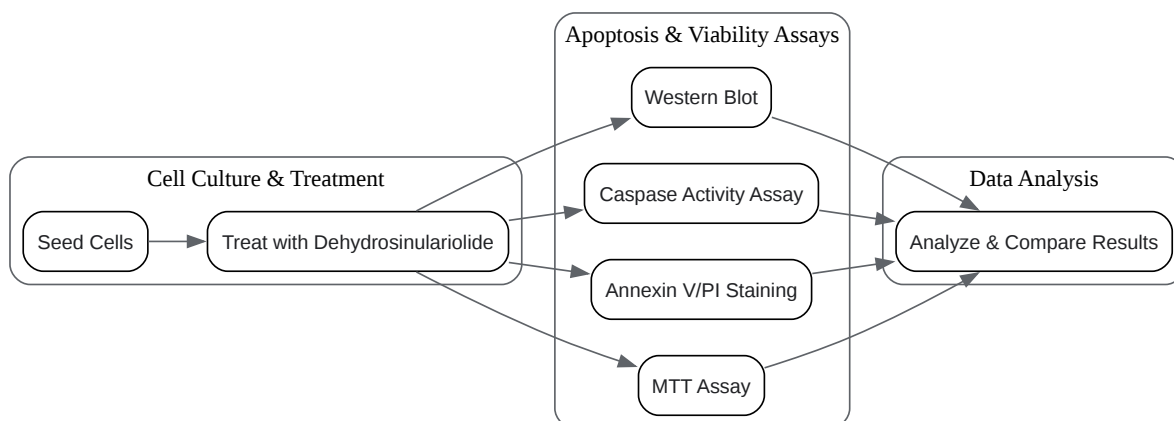 Cell Culture & Treatment
Seed Cells
Treat with Dehydrosinulariolide
Apoptosis & Viability Assays
Western Blot
Caspase Activity Assay
Annexin V/PI Staining
MTT Assay
Data Analysis
Analyze & Compare Results